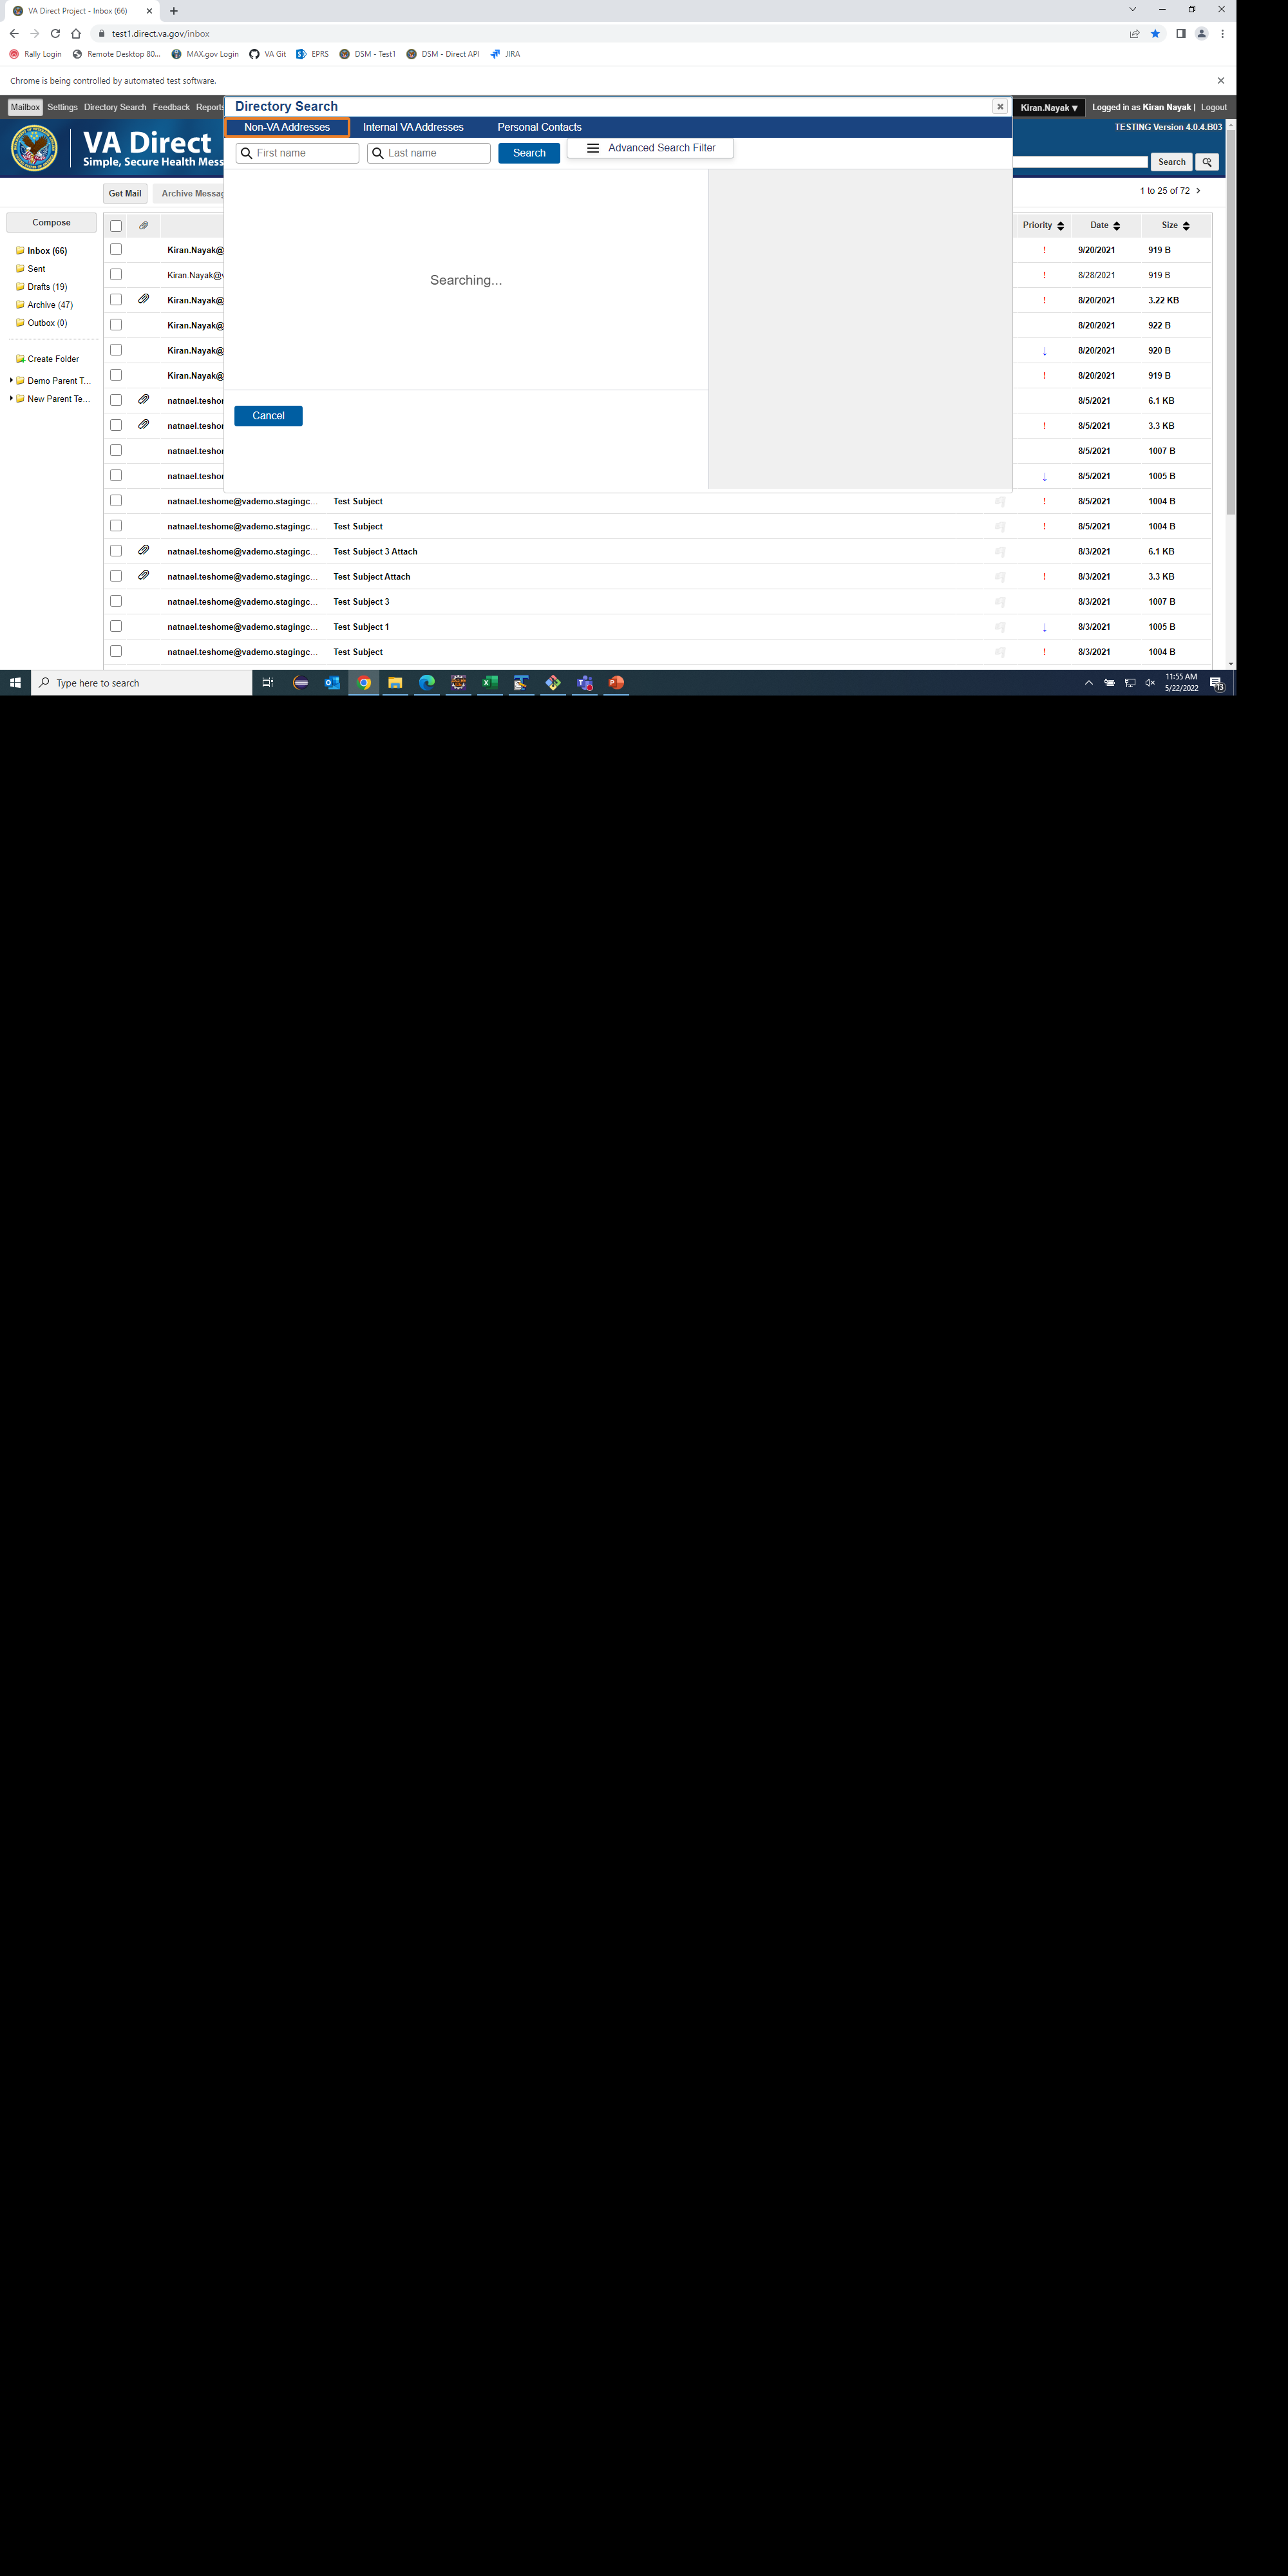 VA Direct Project - Inbox (66)
test1.direct.va.gov/inbox
Rally Login Remote Desktop 80... MAX.gov Login VA Git EPRS DSM - Test1 DSM - Direct API JIRA
Chrome is being controlled by automated test software.
Mailbox Settings Directory Search Feedback Reports
Directory Search
Kiran.Nayak ▼ Logged in as Kiran Nayak | Logout
Non-VA Addresses Internal VA Addresses Personal Contacts
TESTING Version 4.0.4.B03
VA Direct
Simple, Secure Health Mess
First name Last name Search Advanced Search Filter
Search
Get Mail Archive Messag
1 to 25 of 72 >
Compose
Priority Date Size
Inbox (66)
Sent
Drafts (19)
Archive (47)
Outbox (0)
Create Folder
Demo Parent T...
New Parent Te...
Kiran.Nayak@ ! 9/20/2021 919 B
Kiran.Nayak@v ! 8/28/2021 919 B
Searching...
Kiran.Nayak@ ! 8/20/2021 3.22 KB
Kiran.Nayak@ 8/20/2021 922 B
Kiran.Nayak@ ↓ 8/20/2021 920 B
Kiran.Nayak@ ! 8/20/2021 919 B
natnael.teshor 8/5/2021 6.1 KB
Cancel
natnael.teshor ! 8/5/2021 3.3 KB
natnael.teshor 8/5/2021 1007 B
natnael.teshor ↓ 8/5/2021 1005 B
natnael.teshome@vademo.stagingc... Test Subject ! 8/5/2021 1004 B
natnael.teshome@vademo.stagingc... Test Subject ! 8/5/2021 1004 B
natnael.teshome@vademo.stagingc... Test Subject 3 Attach 8/3/2021 6.1 KB
natnael.teshome@vademo.stagingc... Test Subject Attach ! 8/3/2021 3.3 KB
natnael.teshome@vademo.stagingc... Test Subject 3 8/3/2021 1007 B
natnael.teshome@vademo.stagingc... Test Subject 1 ↓ 8/3/2021 1005 B
natnael.teshome@vademo.stagingc... Test Subject ! 8/3/2021 1004 B
Type here to search
11:55 AM
5/22/2022
13